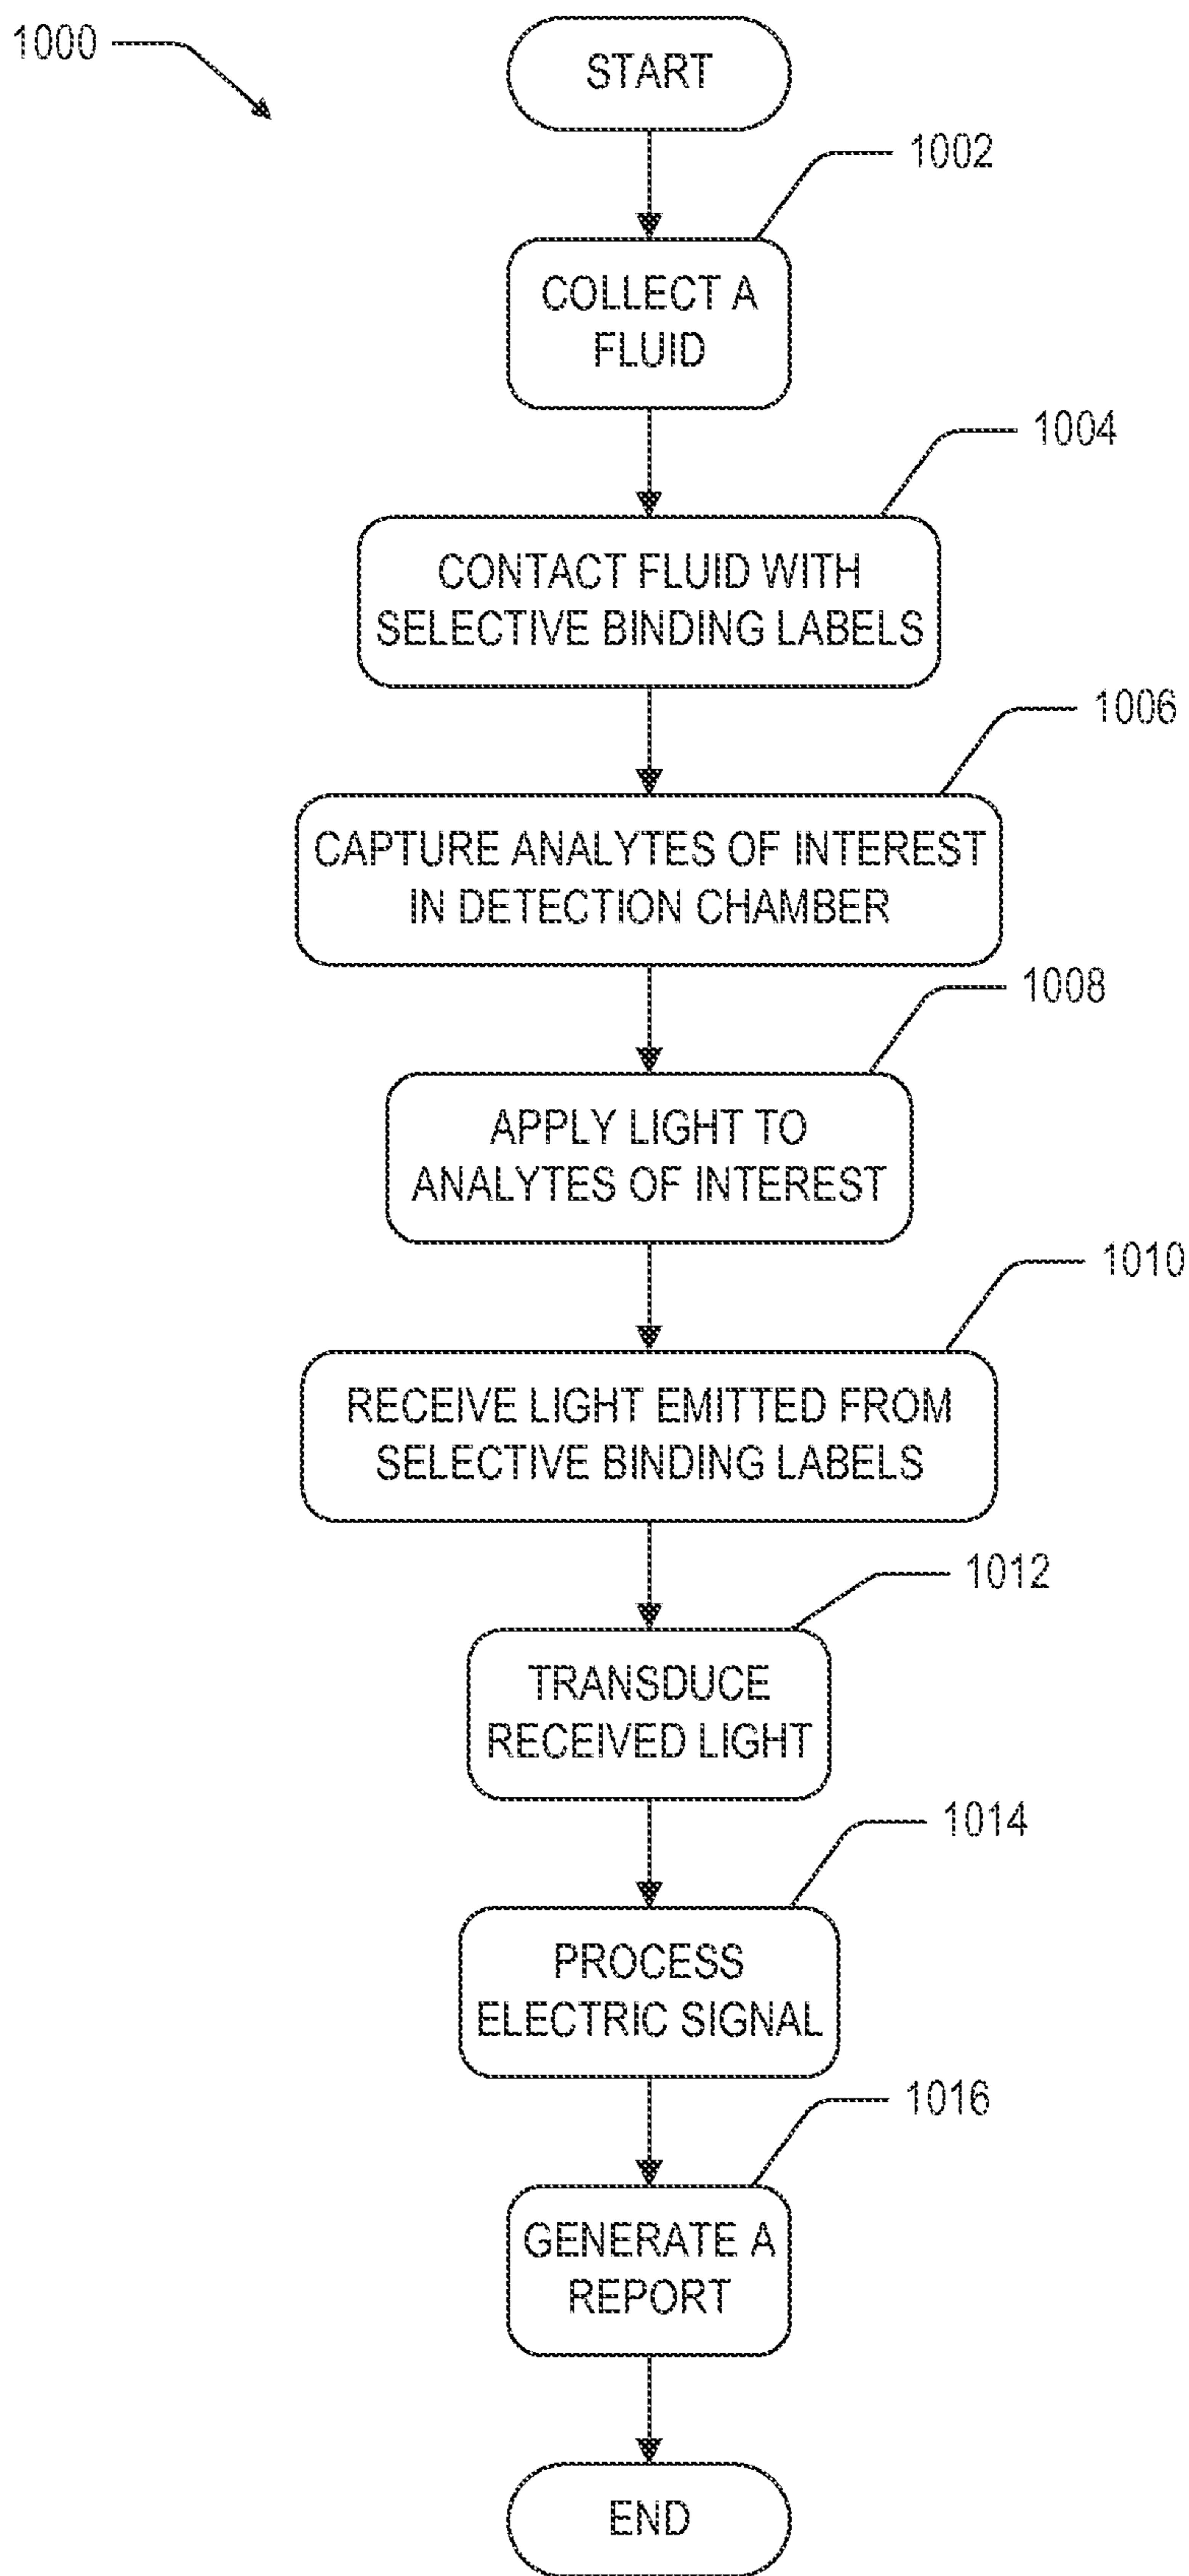 1000
START
1002
COLLECT A
FLUID
1004
CONTACT FLUID WITH
SELECTIVE BINDING LABELS
1006
CAPTURE ANALYTES OF INTEREST
IN DETECTION CHAMBER
1008
APPLY LIGHT TO
ANALYTES OF INTEREST
1010
RECEIVE LIGHT EMITTED FROM
SELECTIVE BINDING LABELS
1012
TRANSDUCE
RECEIVED LIGHT
1014
PROCESS
ELECTRIC SIGNAL
1016
GENERATE A
REPORT
END